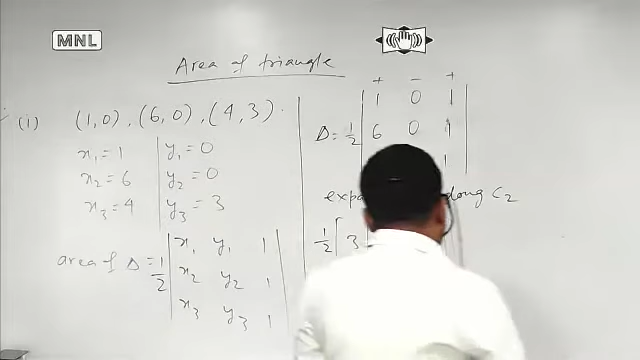 MNL
Area of triangle
(i) (1,0), (6,0), (4,3).
x₁ = 1 y₁ = 0
x₂ = 6 y₂ = 0
x₃ = 4 y₃ = 3
area of Δ = 1/2 | x₁ y₁ 1
x₂ y₂ 1
x₃ y₃ 1 |
+ - +
1 0 1
Δ = 1/2 6 0 1
1
along C₂
1/2 [ 3